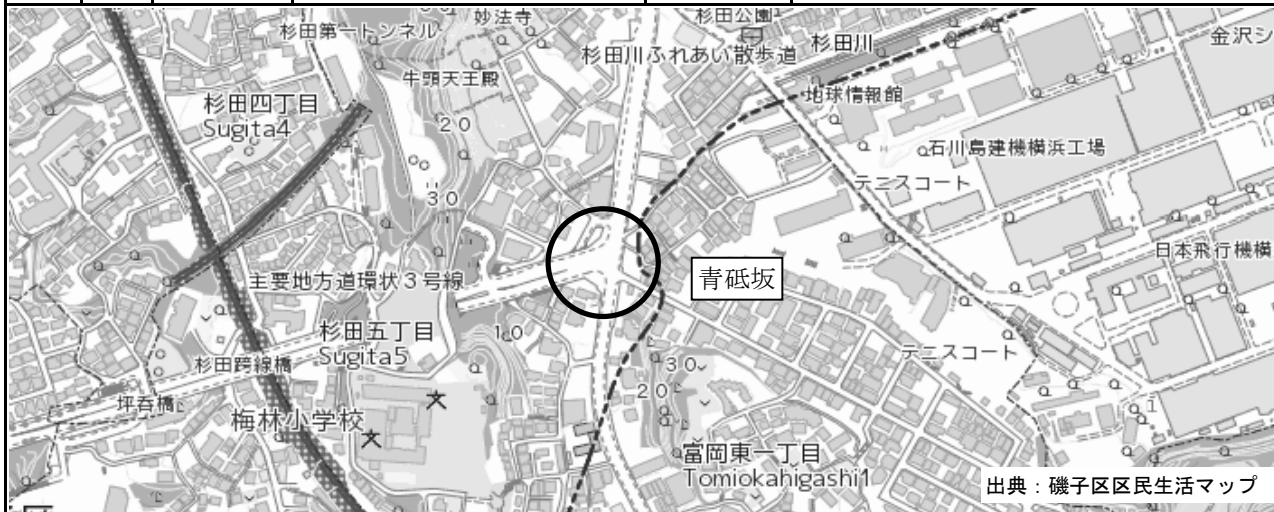 杉田第一トンネル
妙法寺
杉田公園
杉田川ふれあい散歩道
杉田川
金沢シ
牛頭天王殿
地球情報館
杉田四丁目
Sugita4
20
石川島建機横浜工場
テニスコート
30
日本飛行機横
主要地方道環状3号線
青砥坂
杉田五丁目
Sugita5
10
杉田跨線橋
30
20
テニスコート
坪呑橋
梅林小学校
富岡東一丁目
Tomiokahigashi1
出典：磯子区区民生活マップ